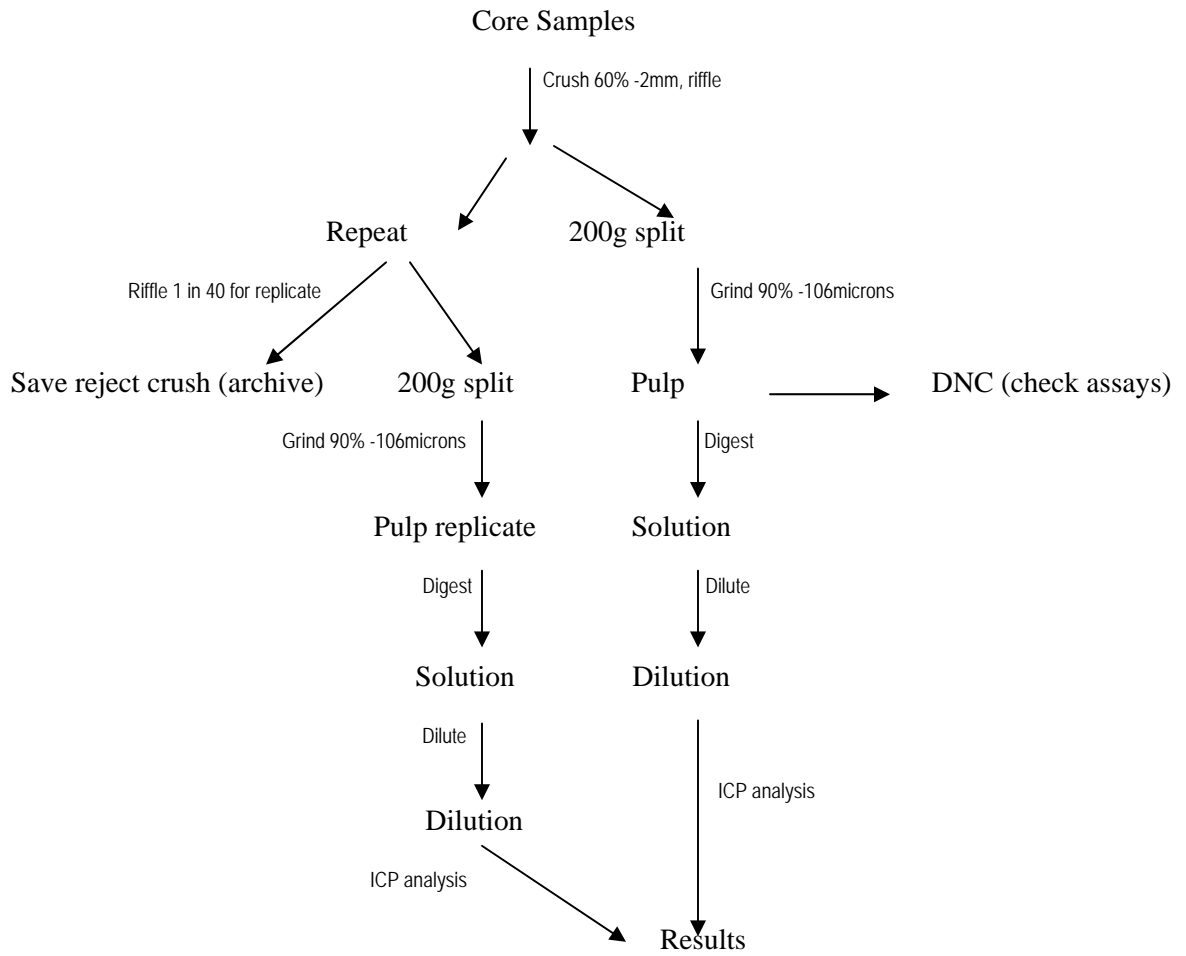 Core Samples
Crush 60% -2mm, riffle
Repeat
200g split
Riffle 1 in 40 for replicate
Grind 90% -106microns
Save reject crush (archive)
200g split
Pulp
DNC (check assays)
Grind 90% -106microns
Digest
Pulp replicate
Solution
Digest
Dilute
Solution
Dilution
Dilute
ICP analysis
Dilution
ICP analysis
Results